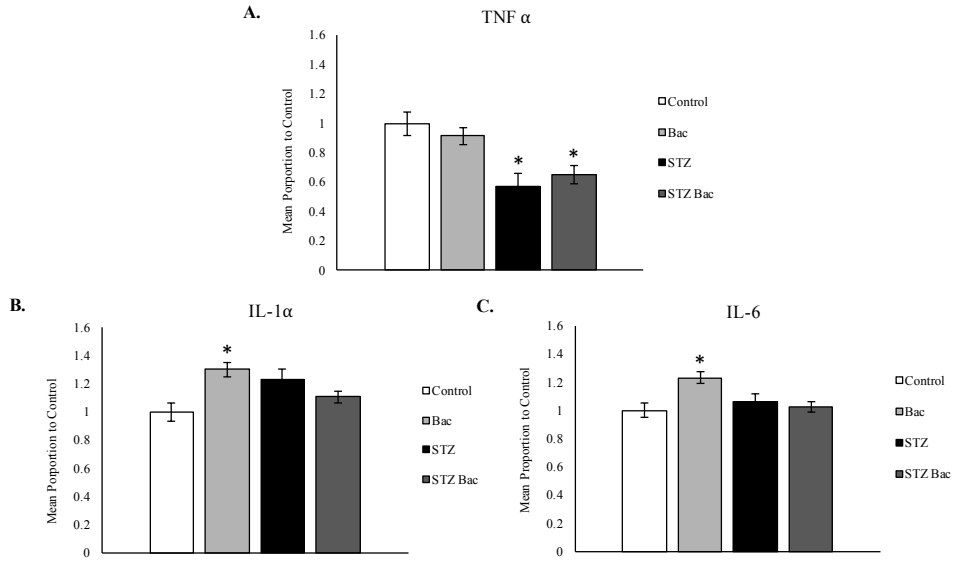 A.
TNF α
Mean Porportion to Control
1.6
1.4
1.2
1
0.8
0.6
0.4
0.2
0
*
*
Control
Bac
STZ
STZ Bac
B.
IL-1α
Mean Porpotion to Control
1.6
1.4
1.2
1
0.8
0.6
0.4
0.2
0
*
Control
Bac
STZ
STZ Bac
C.
IL-6
Mean Proportion to Control
1.6
1.4
1.2
1
0.8
0.6
0.4
0.2
0
*
Control
Bac
STZ
STZ Bac